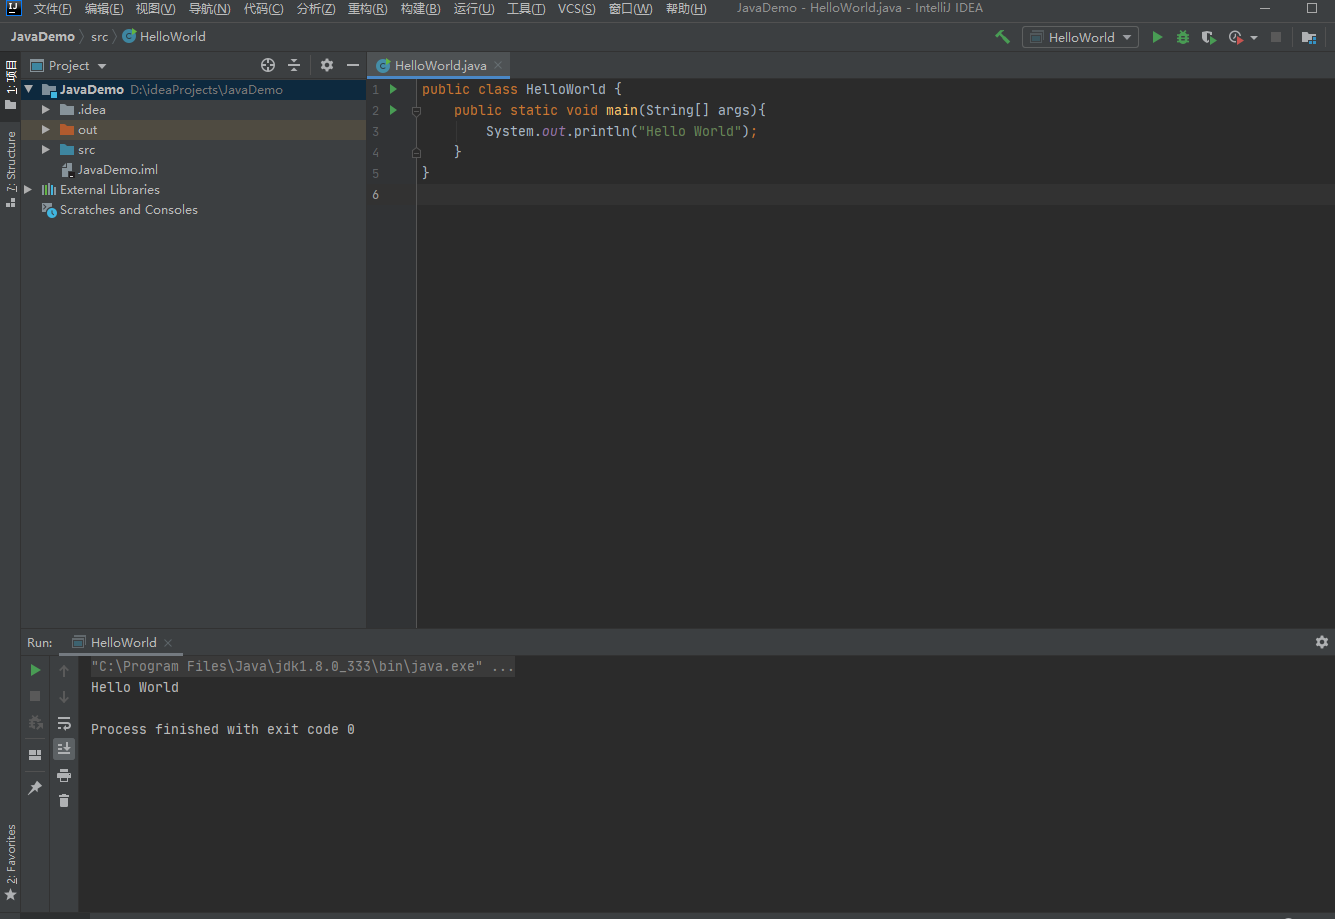 文件(F) 编辑(E) 视图(V) 导航(N) 代码(C) 分析(Z) 重构(R) 构建(B) 运行(U) 工具(T) VCS(S) 窗口(W) 帮助(H) JavaDemo - HelloWorld.java - IntelliJ IDEA
JavaDemo src HelloWorld
HelloWorld
1: 项目
7: Structure
2: Favorites
Project
JavaDemo D:\ideaProjects\JavaDemo
.idea
out
src
JavaDemo.iml
External Libraries
Scratches and Consoles
HelloWorld.java
1 public class HelloWorld {
2 public static void main(String[] args){
3 System.out.println("Hello World");
4 }
5 }
6
Run: HelloWorld
"C:\Program Files\Java\jdk1.8.0_333\bin\java.exe" ...
Hello World
Process finished with exit code 0